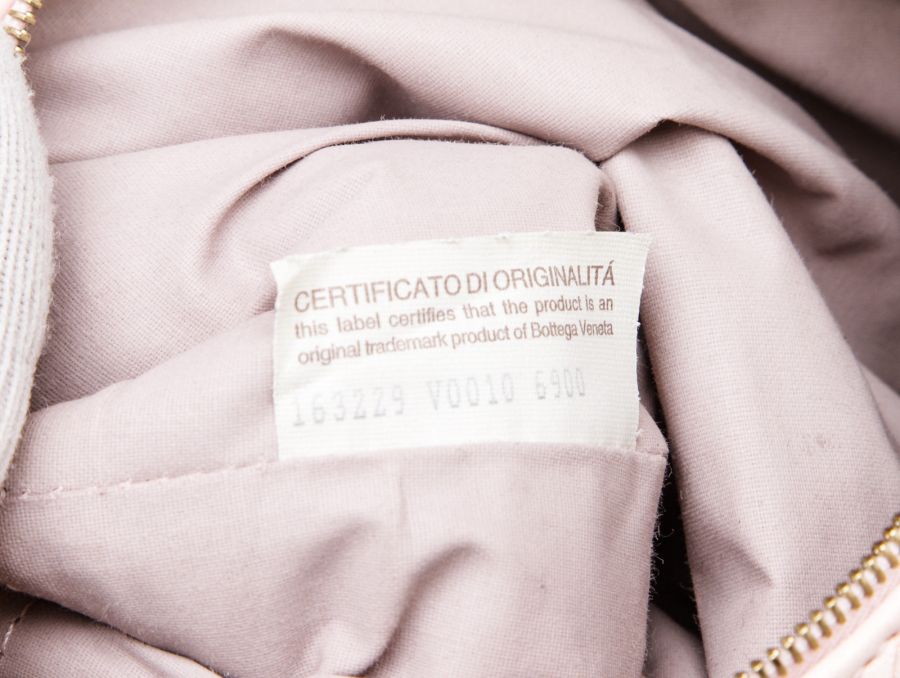 CERTIFICATO DI ORIGINALITÁ
this label certifies that the product is an
original trademark product of Bottega Veneta
163229 V0010 6900